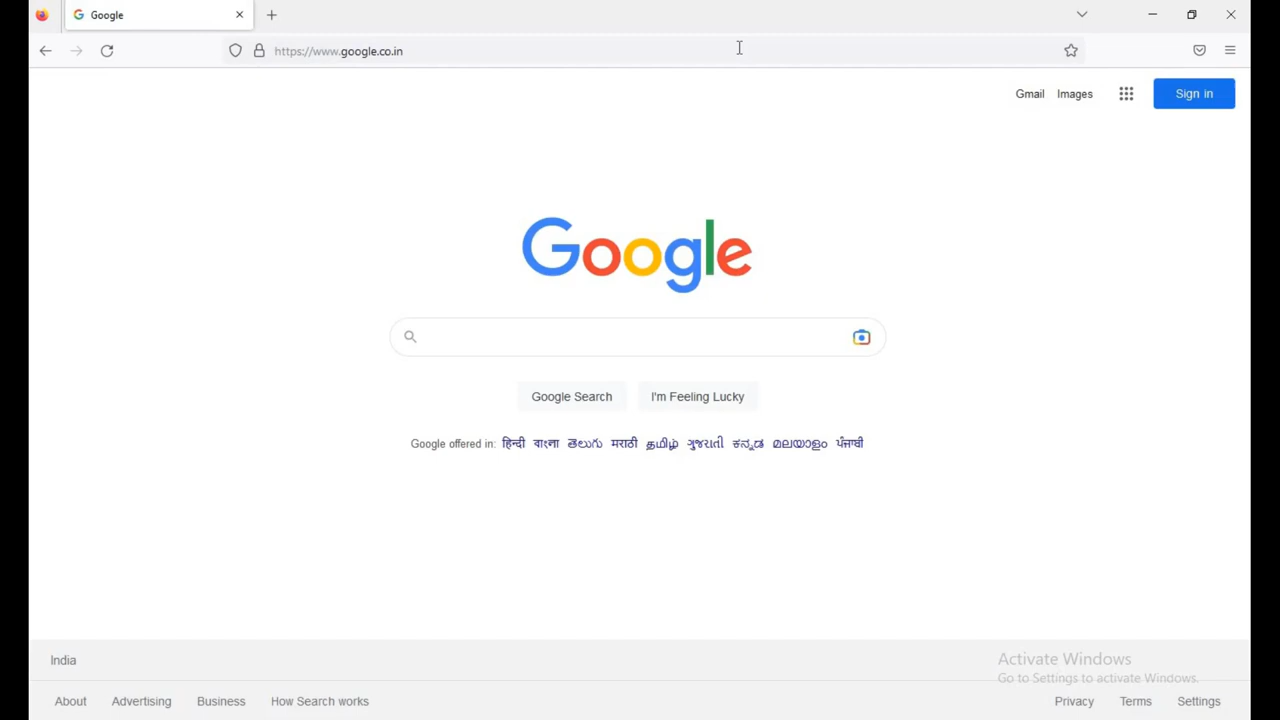 Google
https://www.google.co.in
Gmail Images Sign in
Google
Google Search I'm Feeling Lucky
Google offered in: हिन्दी বাংলা తెలుగు मराठी தமிழ் ગુજરાતી ಕನ್ನಡ മലയാളം ਪੰਜਾਬੀ
India
Activate Windows
Go to Settings to activate Windows.
About Advertising Business How Search works Privacy Terms Settings